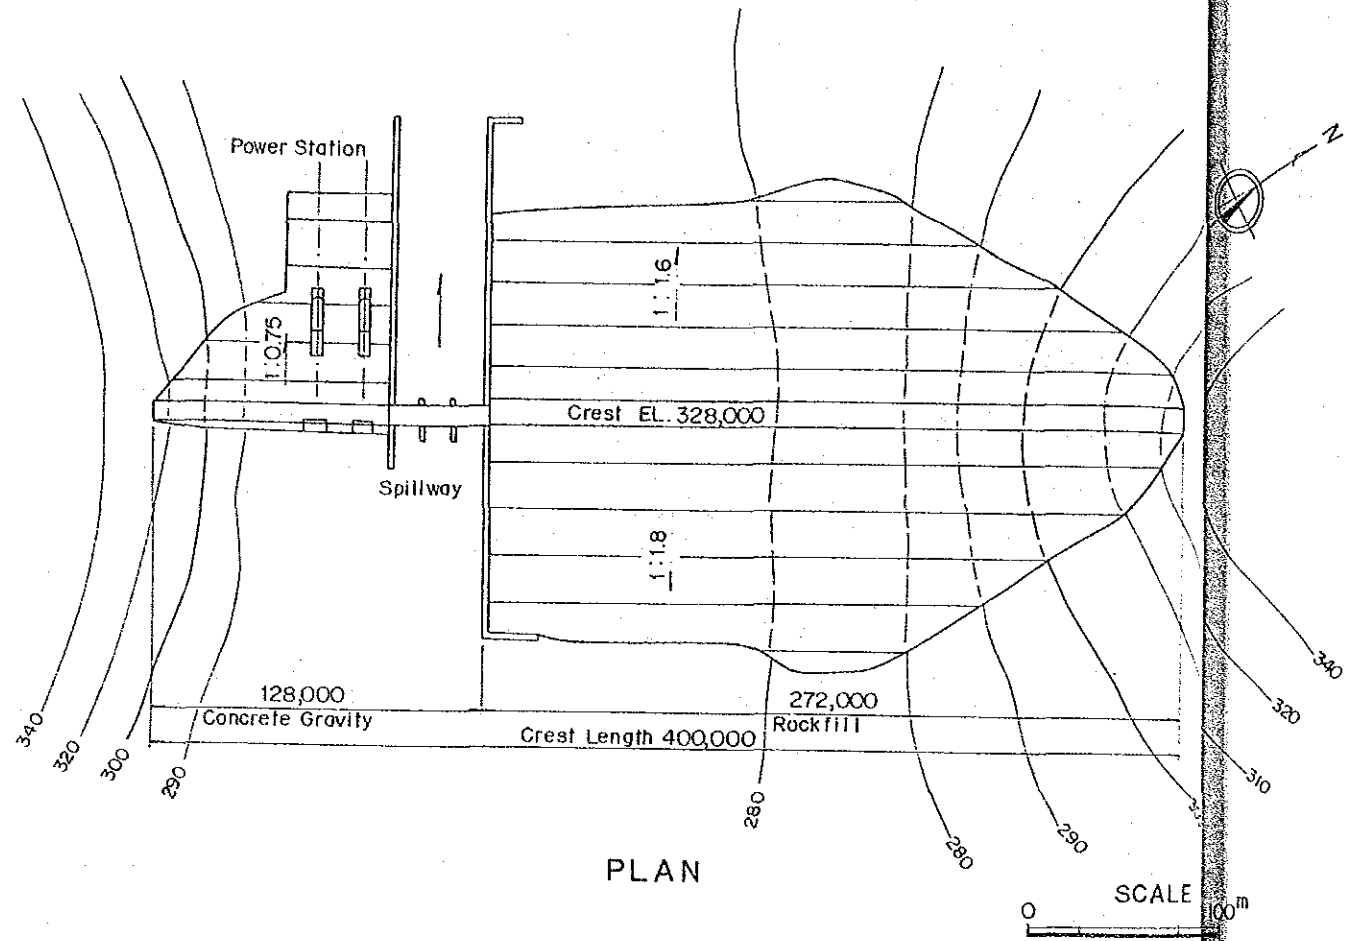 N
Power Station
1:1.6
1:0.75
Crest EL. 328,000
Spillway
1:1.8
128,000
272,000
Concrete Gravity
Rockfill
Crest Length 400,000
340
320
300
290
280
280
290
310
320
340
PLAN
SCALE
0 100m